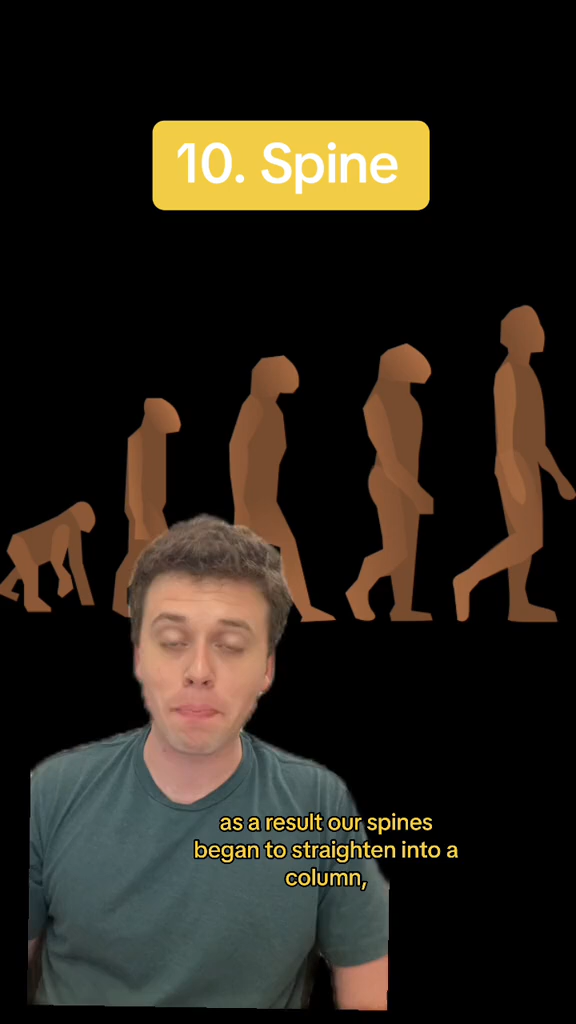 10. Spine
as a result our spines
began to straighten into a
column,